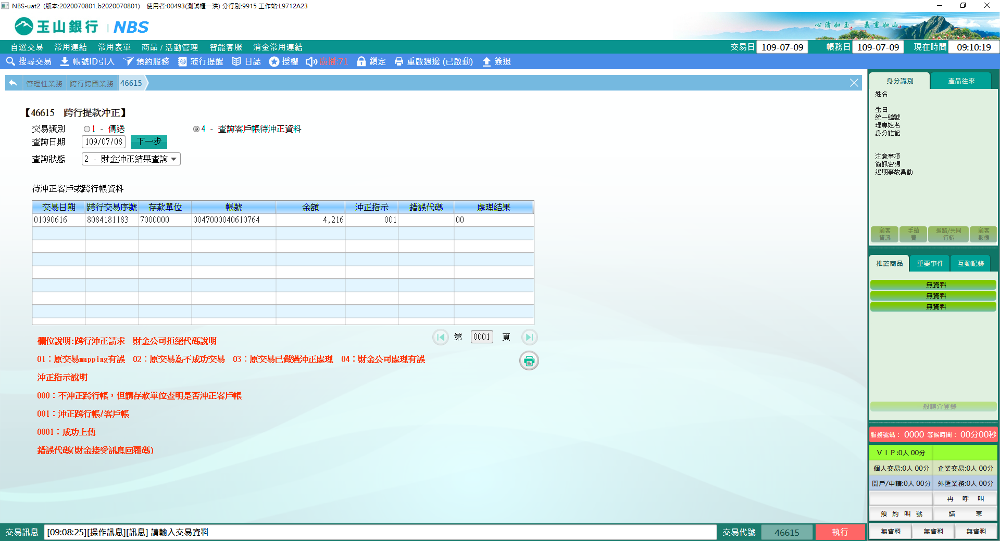 NBS-uat2 (版本:2020070801.b2020070801) 使用者:00493(測試櫃一洪) 分行別:9915 工作站:L9712A23
玉山銀行 | NBS
心清如玉 義重如山
自選交易 常用連結 常用表單 商品 / 活動管理 智能客服 消金常用連結
交易日 109-07-09 帳務日 109-07-09 現在時間 09:10:19
搜尋交易 帳號ID引入 預約服務 蒞行提醒 日誌 授權 廣播:71 鎖定 重啟週邊 (已啟動) 簽退
管理性業務 跨行跨國業務 46615
【46615 跨行提款沖正】
交易類別 1 - 傳送 4 - 查詢客戶帳待沖正資料
查詢日期 109/07/08 下一步
查詢狀態 2 - 財金沖正結果查詢
待沖正客戶或跨行帳資料
交易日期 跨行交易序號 存款單位 帳號 金額 沖正指示 錯誤代碼 處理結果
01090616 8084181183 7000000 0047000040610764 4,216 001 00
第 0001 頁
欄位說明:跨行沖正請求 財金公司拒絕代碼說明
01：原交易mapping有誤 02：原交易為不成功交易 03：原交易已做過沖正處理 04：財金公司處理有誤
沖正指示說明
000：不沖正跨行帳，但請存款單位查明是否沖正客戶帳
001：沖正跨行帳/客戶帳
0001：成功上傳
錯誤代碼(財金接受訊息回覆碼)
身分識別 產品往來
姓名
生日
統一編號
理專姓名
身分註記
注意事項
簡訊密碼
近期事故異動
顧客資訊 手續費 通路/共同行銷 顧客影像
推薦商品 重要事件 互動記錄
無資料
無資料
無資料
一般轉介登錄
服務號碼： 0000 等候時間： 00分00秒
ＶＩＰ:0人 00分
個人交易:0人 00分 企業交易:0人 00分
開戶/申請:0人 00分 外匯業務:0人 00分
再 呼 叫
預 約 叫 號 結 束
無資料 無資料 無資料
交易訊息 [09:08:25][操作訊息][訊息] 請輸入交易資料 交易代號 46615 執行